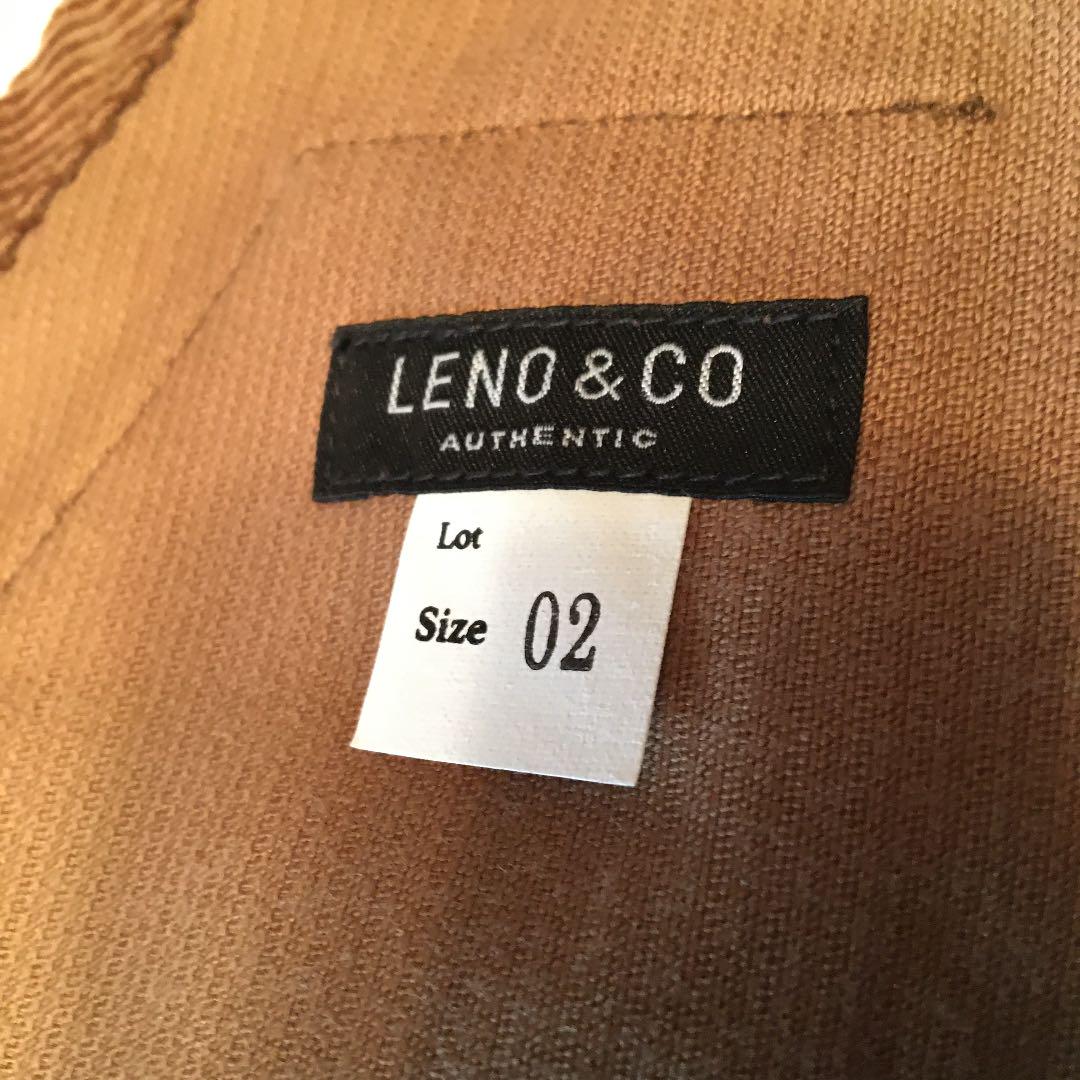 LENO & CO
AUTHENTIC
Lot
Size 02